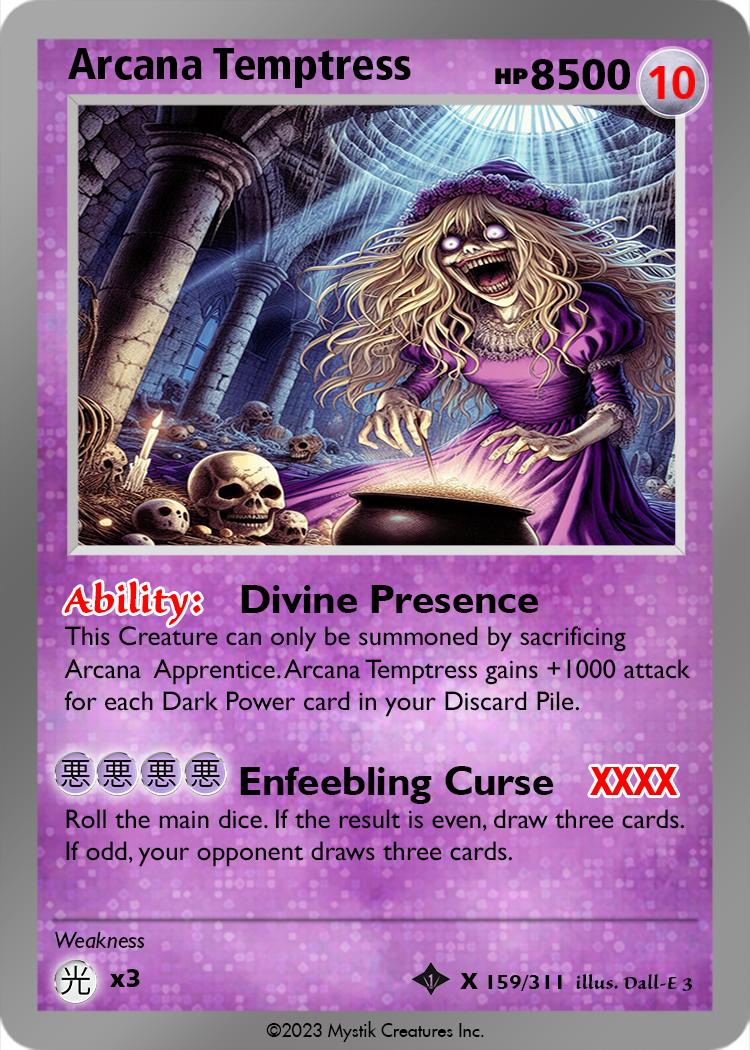 Arcana Temptress HP8500 10
Ability: Divine Presence
This Creature can only be summoned by sacrificing
Arcana Apprentice. Arcana Temptress gains +1000 attack
for each Dark Power card in your Discard Pile.
悪 悪 悪 悪 Enfeebling Curse XXXX
Roll the main dice. If the result is even, draw three cards.
If odd, your opponent draws three cards.
Weakness
光 x3 1 X 159/311 illus. Dall-E 3
©2023 Mystik Creatures Inc.